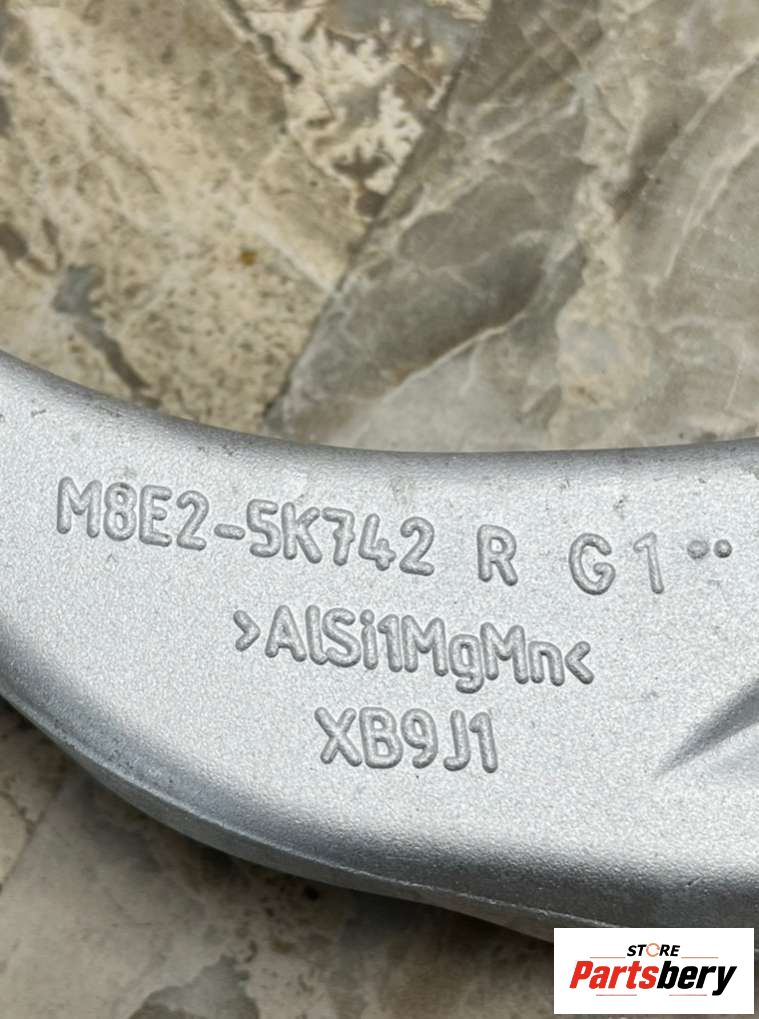 M8E2-5K742 R G1••
>AlSi1MgMn<
XB9J1
STORE
Partsbery